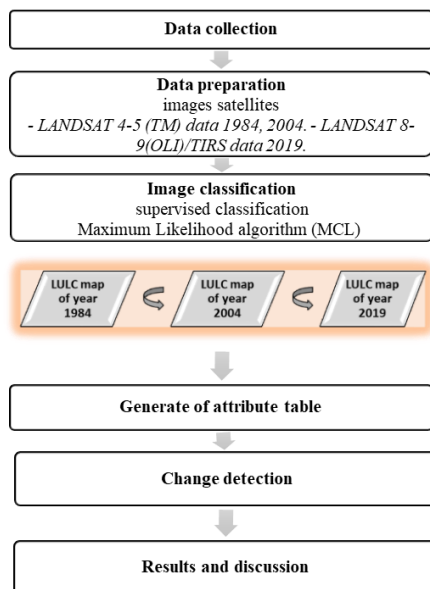 Data collection
Data preparation
images satellites
- LANDSAT 4-5 (TM) data 1984, 2004. - LANDSAT 8-
9(OLI)/TIRS data 2019.
Image classification
supervised classification
Maximum Likelihood algorithm (MCL)
LULC map
of year
1984
LULC map
of year
2004
LULC map
of year
2019
Generate of attribute table
Change detection
Results and discussion